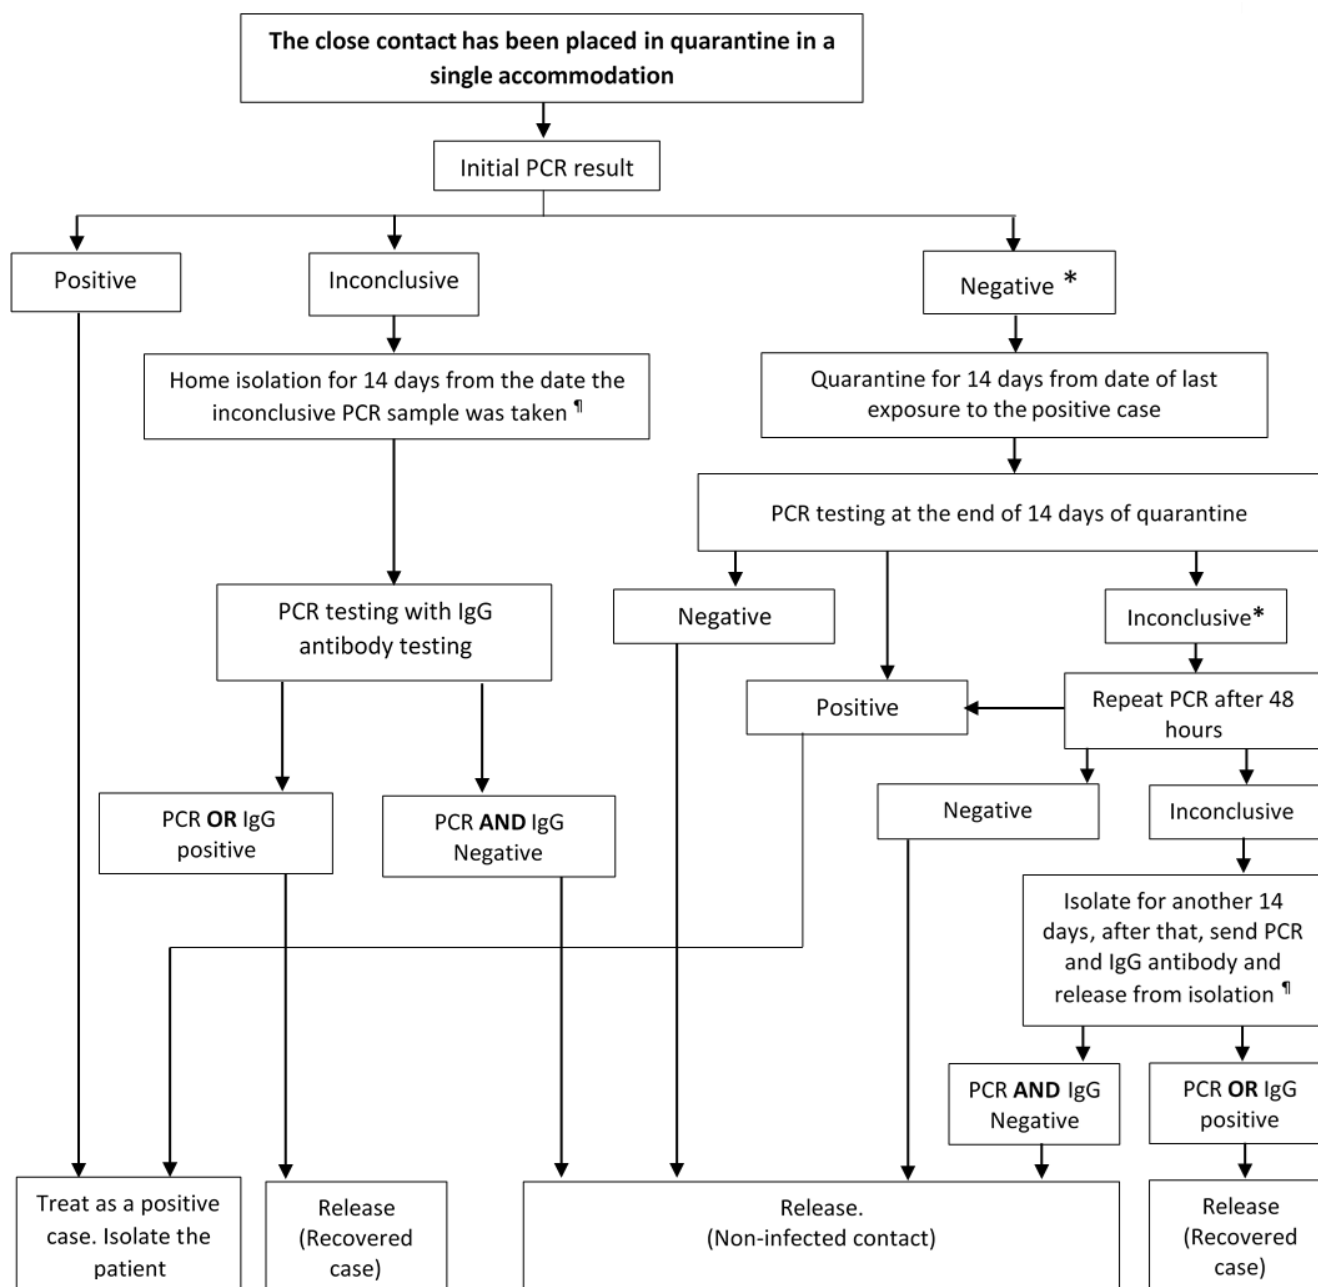 The close contact has been placed in quarantine in a
single accommodation
Initial PCR result
Positive
Inconclusive
Negative *
Home isolation for 14 days from the date the
inconclusive PCR sample was taken ¶
Quarantine for 14 days from date of last
exposure to the positive case
PCR testing at the end of 14 days of quarantine
PCR testing with IgG
antibody testing
Negative
Inconclusive*
Positive
Repeat PCR after 48
hours
PCR OR IgG
positive
PCR AND IgG
Negative
Negative
Inconclusive
Isolate for another 14
days, after that, send PCR
and IgG antibody and
release from isolation ¶
PCR AND IgG
Negative
PCR OR IgG
positive
Treat as a positive
case. Isolate the
patient
Release
(Recovered
case)
Release.
(Non-infected contact)
Release
(Recovered
case)